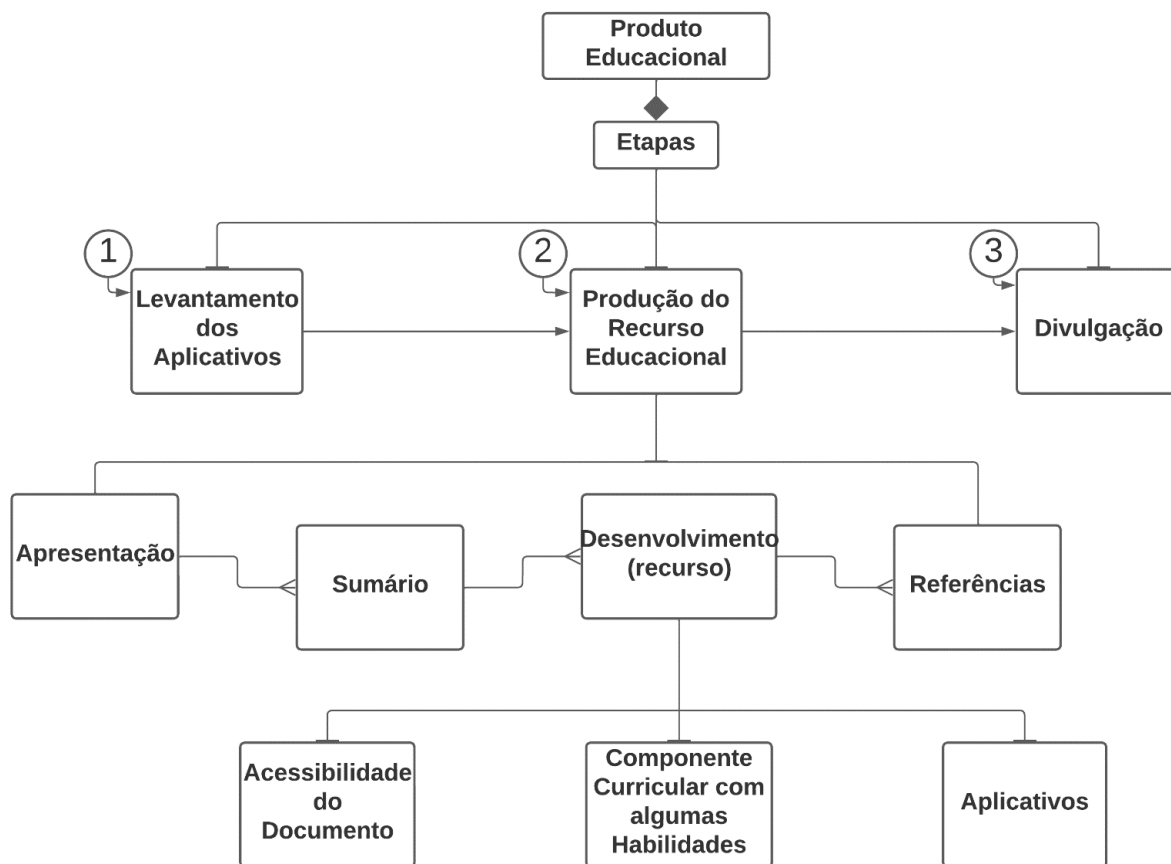 Produto
Educacional
Etapas
1
2
3
Levantamento
dos
Aplicativos
Produção do
Recurso
Educacional
Divulgação
Apresentação
Sumário
Desenvolvimento
(recurso)
Referências
Acessibilidade
do
Documento
Componente
Curricular com
algumas
Habilidades
Aplicativos